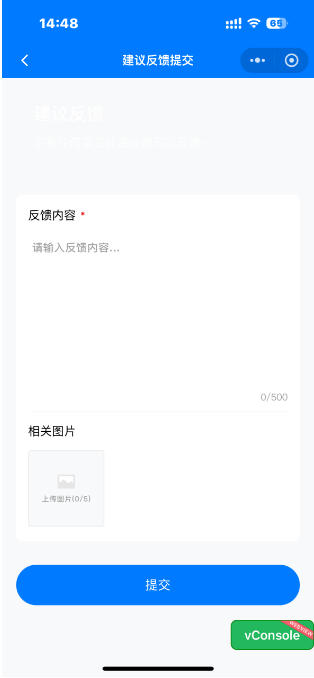 14:48
65
建议反馈提交
建议反馈
反馈内容 *
请输入反馈内容...
0/500
相关图片
上传图片(0/5)
提交
vConsole
WEBVIEW